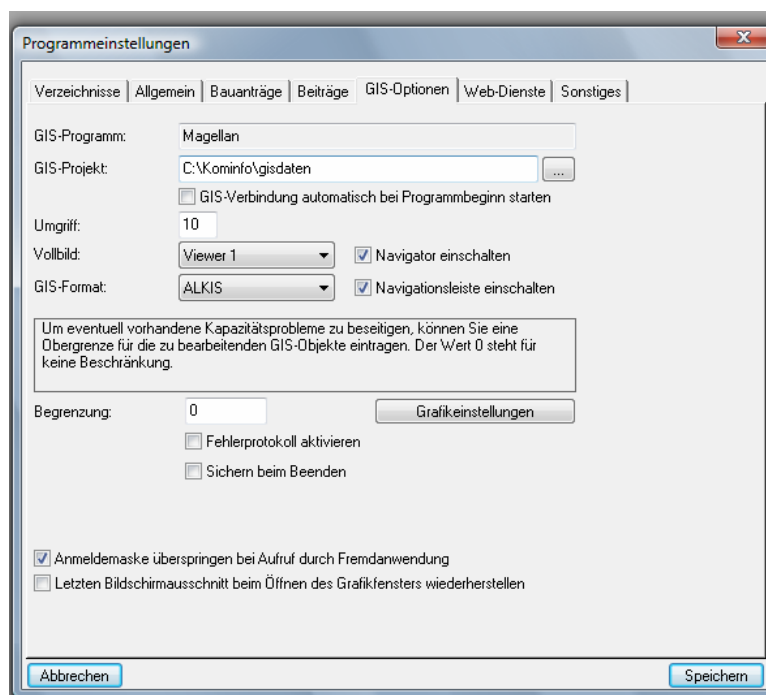 Programmeinstellungen
Verzeichnisse Allgemein Bauanträge Beiträge GIS-Optionen Web-Dienste Sonstiges
GIS-Programm: Magellan
GIS-Projekt: C:\Kominfo\gisdaten ...
GIS-Verbindung automatisch bei Programmbeginn starten
Umgriff: 10
Vollbild: Viewer 1 Navigator einschalten
GIS-Format: ALKIS Navigationsleiste einschalten
Um eventuell vorhandene Kapazitätsprobleme zu beseitigen, können Sie eine
Obergrenze für die zu bearbeitenden GIS-Objekte eintragen. Der Wert 0 steht für
keine Beschränkung.
Begrenzung: 0 Grafikeinstellungen
Fehlerprotokoll aktivieren
Sichern beim Beenden
Anmeldemaske überspringen bei Aufruf durch Fremdanwendung
Letzten Bildschirmausschnitt beim Öffnen des Grafikfensters wiederherstellen
Abbrechen Speichern